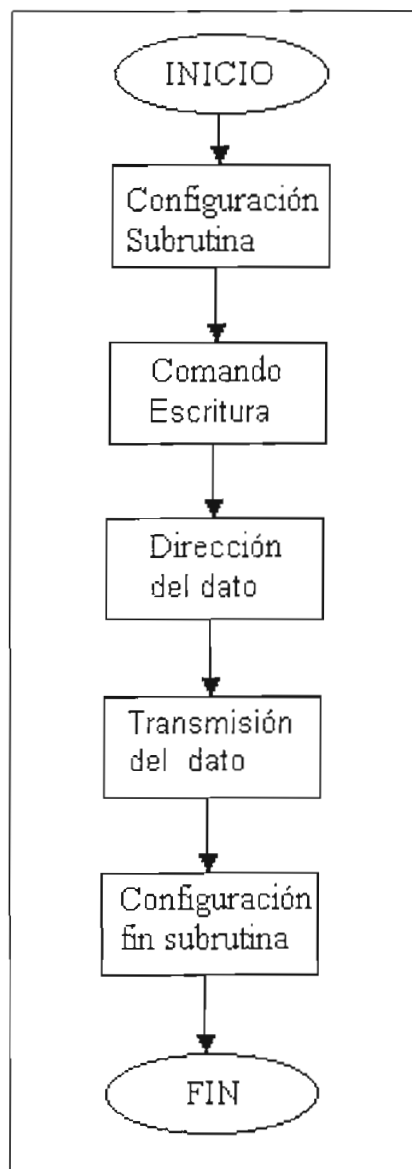 INICIO
Configuración
Subrutina
Comando
Escritura
Dirección
del dato
Transmisión
del dato
Configuración
fin subrutina
FIN